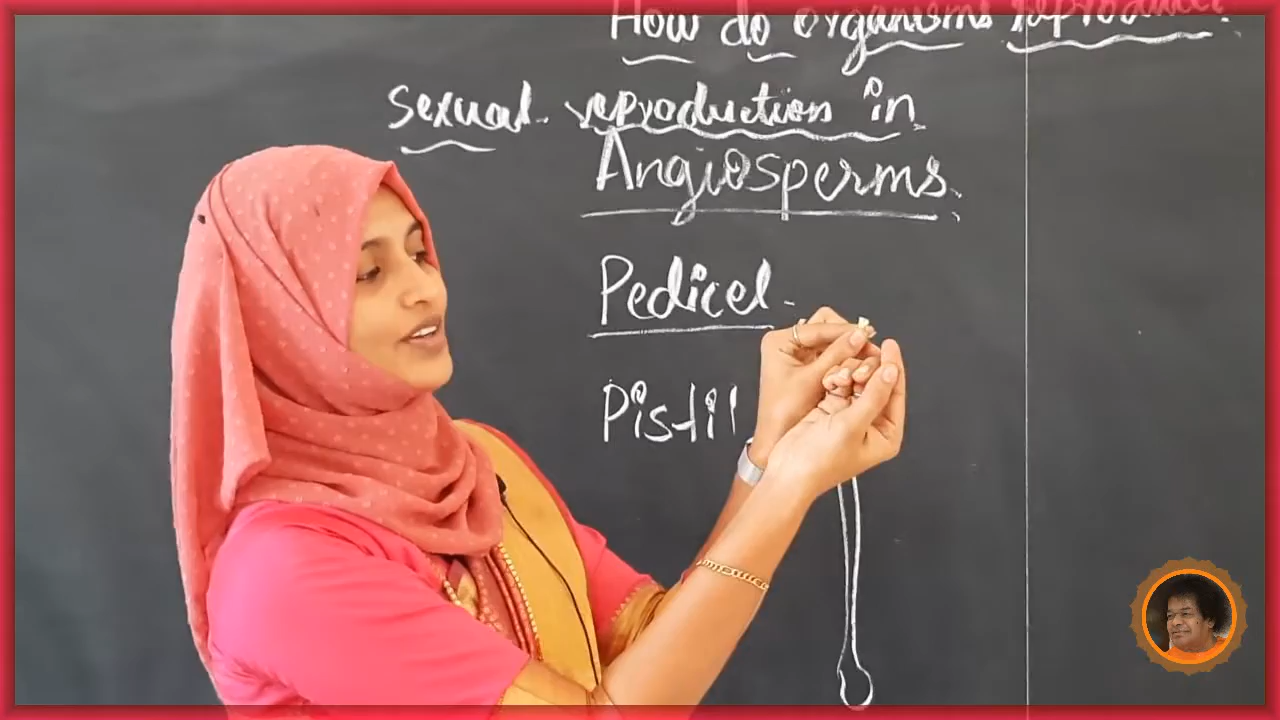 How do organisms reproduce?
Sexual reproduction in
Angiosperms.
Pedicel -
Pistil